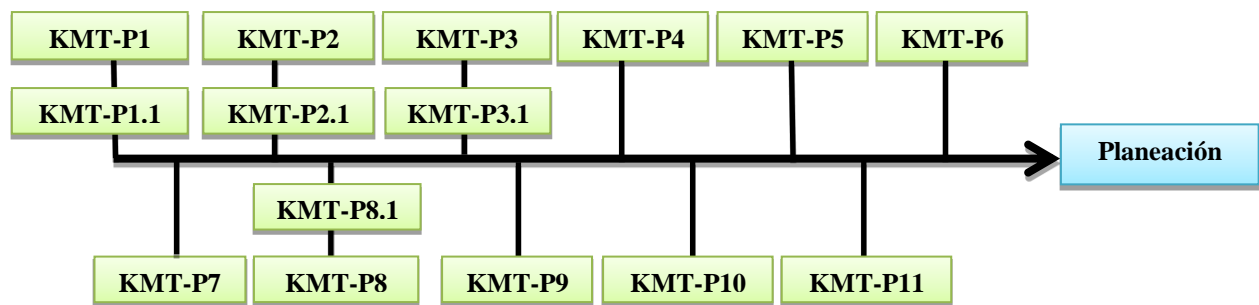 KMT-P1
KMT-P2
KMT-P3
KMT-P4
KMT-P5
KMT-P6
KMT-P1.1
KMT-P2.1
KMT-P3.1
Planeación
KMT-P8.1
KMT-P7
KMT-P8
KMT-P9
KMT-P10
KMT-P11